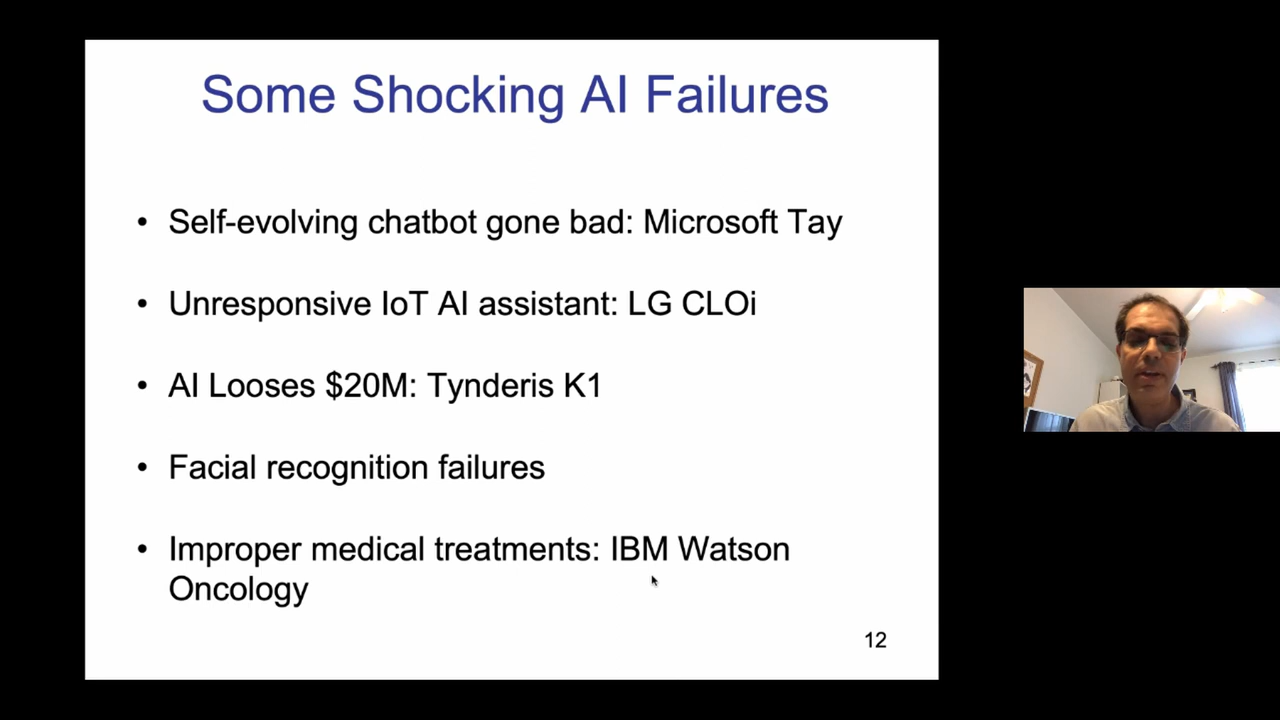 Some Shocking AI Failures
• Self-evolving chatbot gone bad: Microsoft Tay
• Unresponsive IoT AI assistant: LG CLOi
• AI Looses $20M: Tynderis K1
• Facial recognition failures
• Improper medical treatments: IBM Watson
Oncology
12